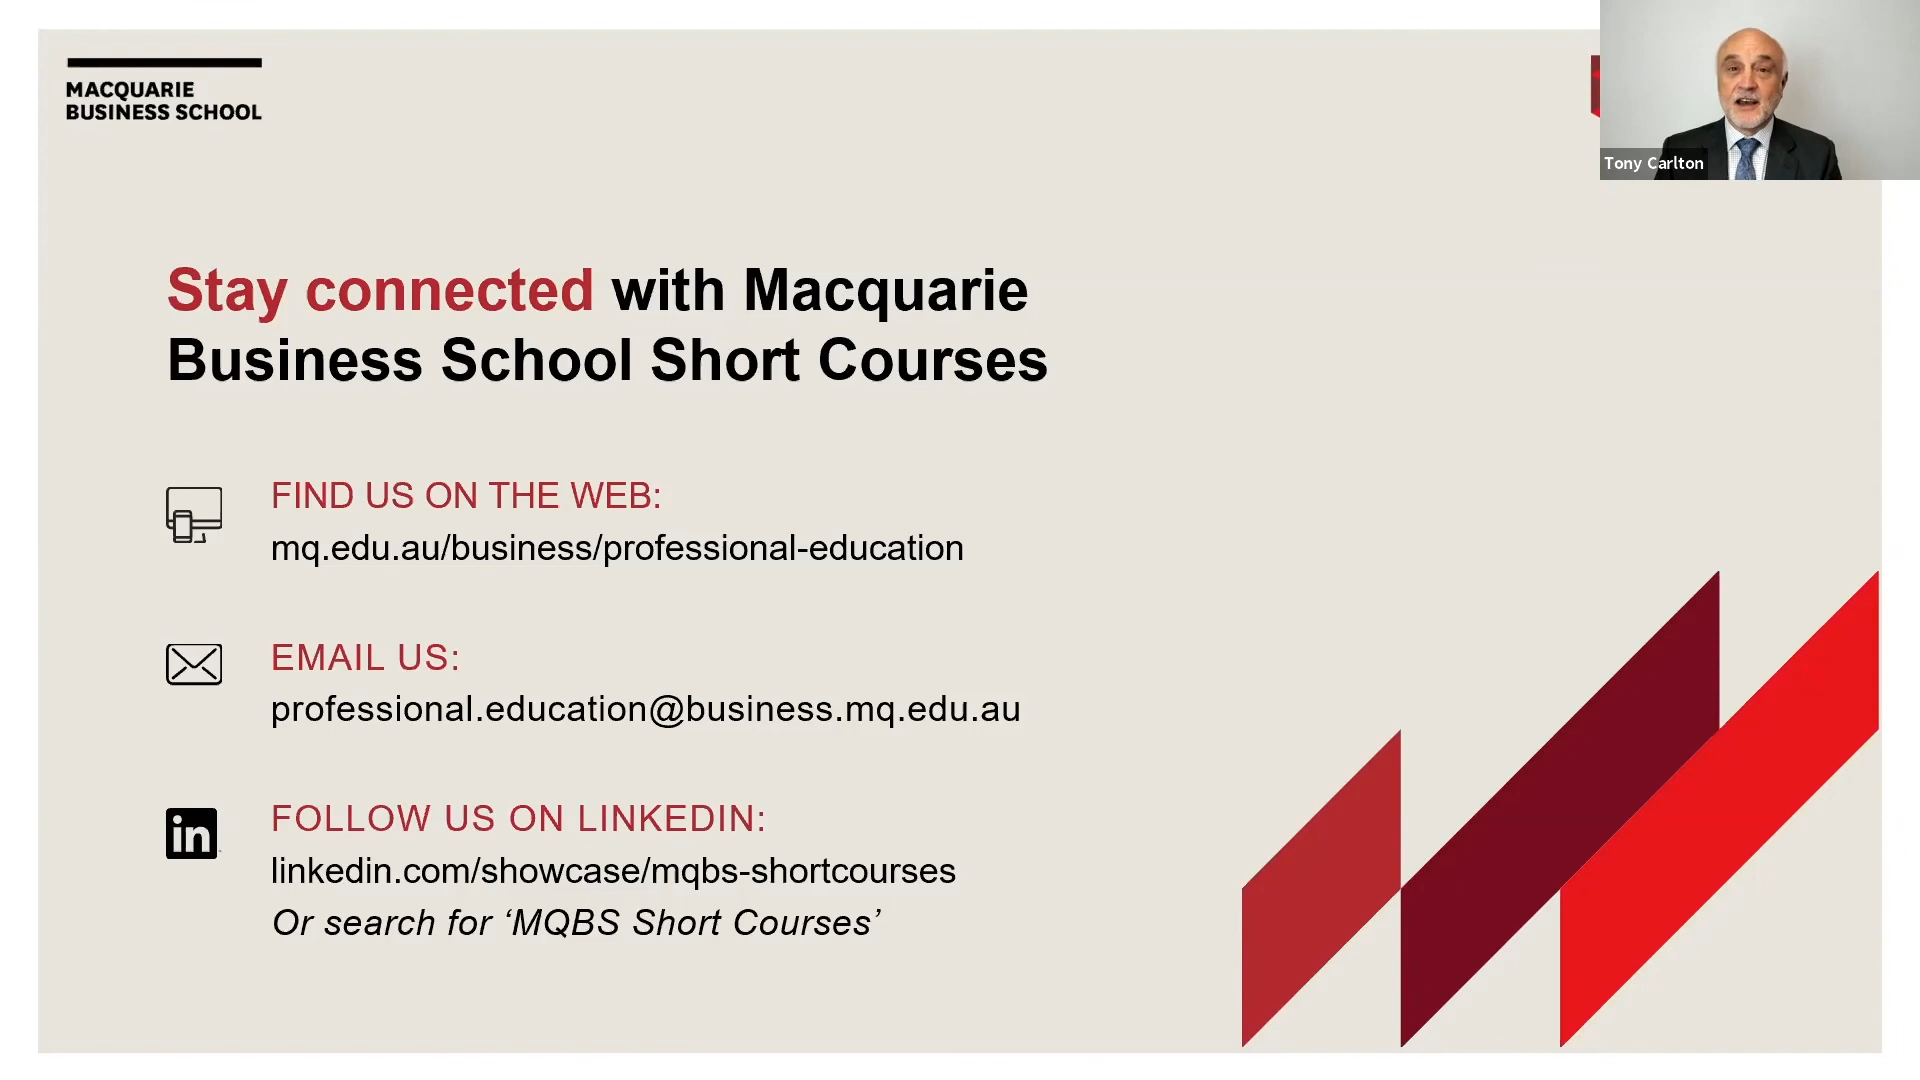 MACQUARIE
BUSINESS SCHOOL
Tony Carlton
Stay connected with Macquarie
Business School Short Courses
FIND US ON THE WEB:
mq.edu.au/business/professional-education
EMAIL US:
professional.education@business.mq.edu.au
in
FOLLOW US ON LINKEDIN:
linkedin.com/showcase/mqbs-shortcourses
Or search for ‘MQBS Short Courses’